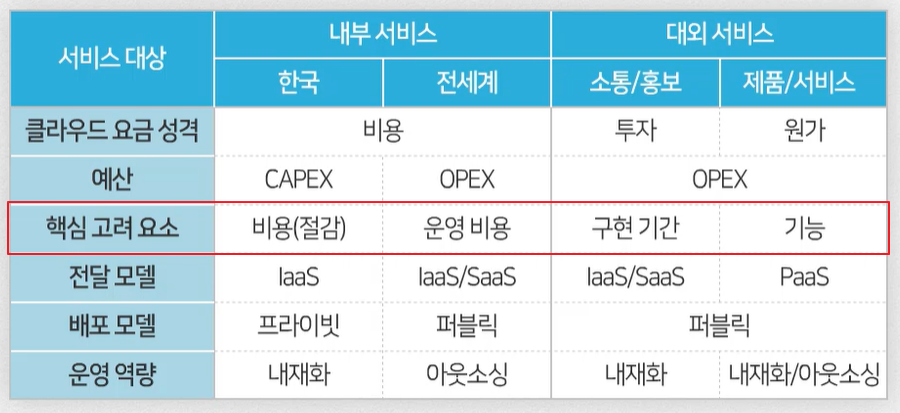 서비스 대상 내부 서비스 대외 서비스
한국 전세계 소통/홍보 제품/서비스
클라우드 요금 성격 비용 투자 원가
예산 CAPEX OPEX OPEX
핵심 고려 요소 비용(절감) 운영 비용 구현 기간 기능
전달 모델 IaaS IaaS/SaaS IaaS/SaaS PaaS
배포 모델 프라이빗 퍼블릭 퍼블릭
운영 역량 내재화 아웃소싱 내재화 내재화/아웃소싱